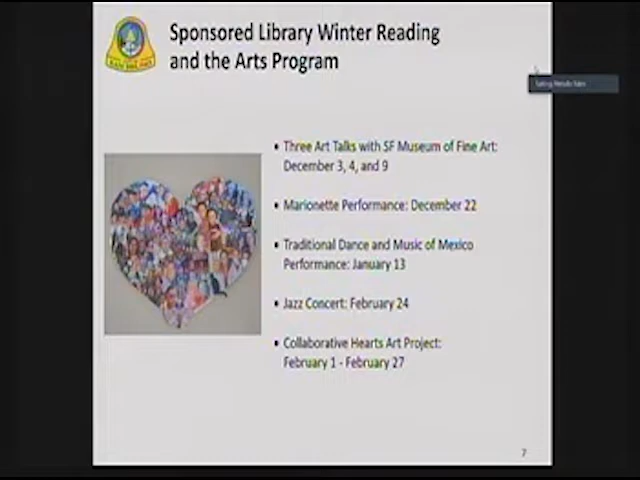 Sponsored Library Winter Reading
and the Arts Program
• Three Art Talks with SF Museum of Fine Art:
December 3, 4, and 9
• Marionette Performance: December 22
• Traditional Dance and Music of Mexico
Performance: January 13
• Jazz Concert: February 24
• Collaborative Hearts Art Project:
February 1 - February 27
7